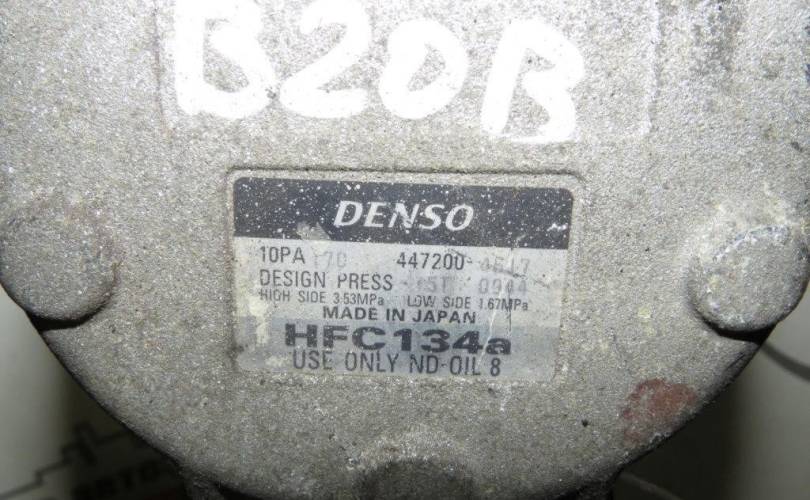 B20B
DENSO
10PA 447200-
DESIGN PRESS
HIGH SIDE 3.53MPa LOW SIDE 1.67MPa
MADE IN JAPAN
HFC134a
USE ONLY ND-OIL 8